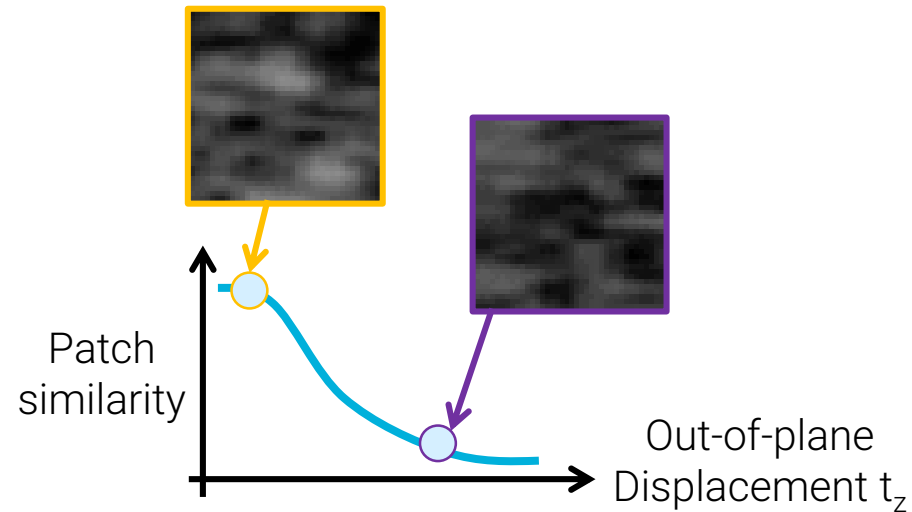 Patch
similarity
Out-of-plane
Displacement t_z